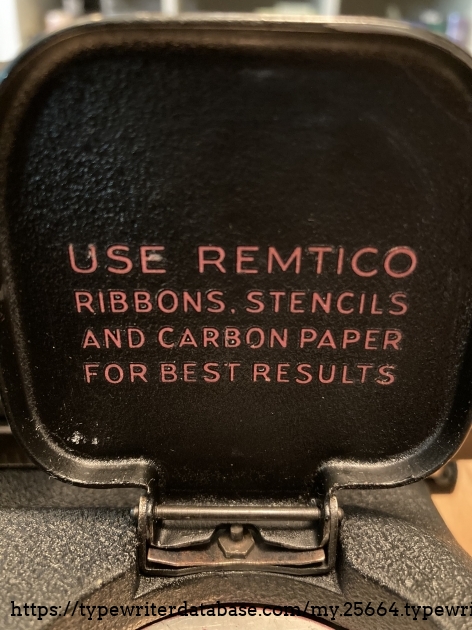 USE REMTICO
RIBBONS, STENCILS
AND CARBON PAPER
FOR BEST RESULTS
https://typewriterdatabase.com/my.25664.typewri